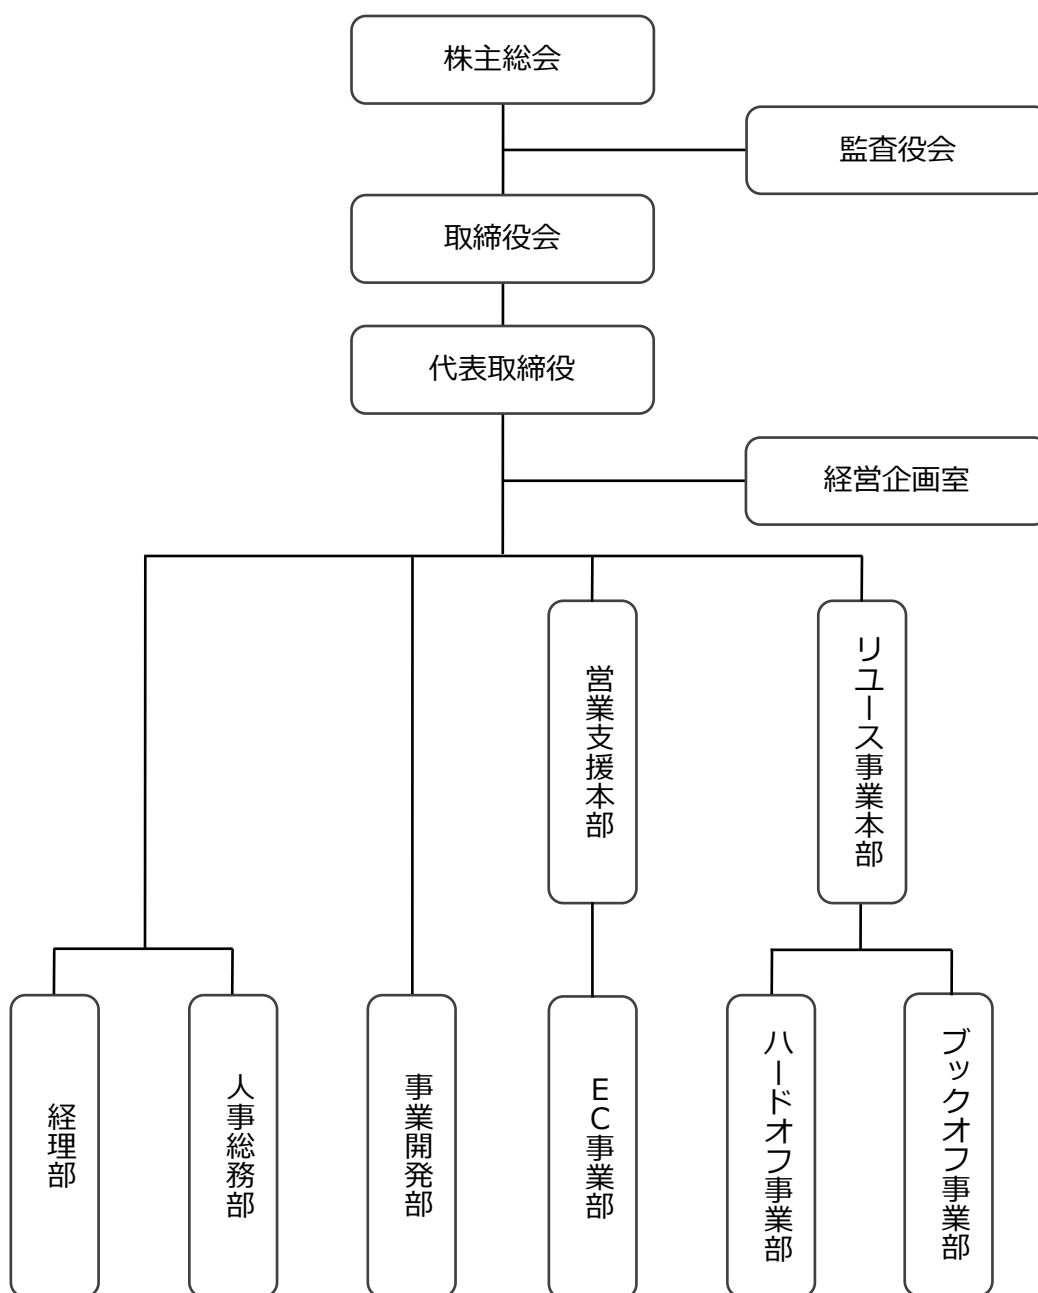 株主総会
監査役会
取締役会
代表取締役
経営企画室
営業支援本部
リユース事業本部
経理部
人事総務部
事業開発部
EC事業部
ハードオフ事業部
ブックオフ事業部